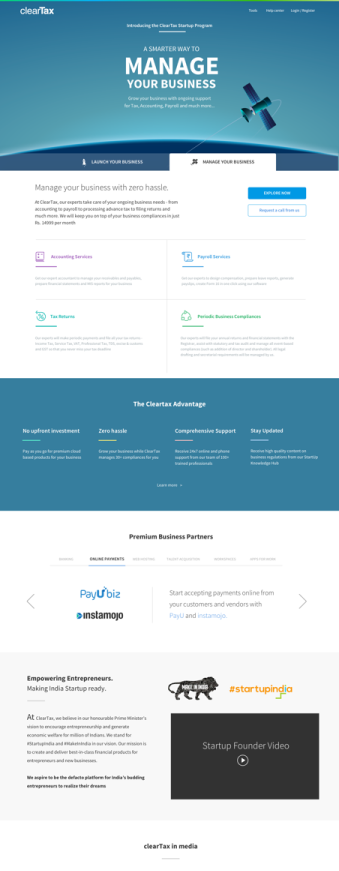 clearTax
Tools
Help center
Login / Register
Introducing the ClearTax Startup Program
A SMARTER WAY TO
MANAGE
YOUR BUSINESS
Grow your business with ongoing support
for Tax, Accounting, Payroll and much more...
LAUNCH YOUR BUSINESS
MANAGE YOUR BUSINESS
Manage your business with zero hassle.
At ClearTax, our experts take care of your ongoing business needs - from
accounting to payroll to processing advance tax to filing returns and
much more. We will keep you on top of your business compliances in just
Rs. 24999 per month
EXPLORE NOW
Request a call from us
Accounting Services
Payroll Services
Tax Returns
Periodic Business Compliances
The Cleartax Advantage
No upfront investment
Zero hassle
Comprehensive Support
Stay Updated
Pay as you go for premium cloud
based products for your business
Grow your business while ClearTax
manages 30+ compliances for you
Receive 24x7 online and phone
support from our team of 100+
trained professionals
Receive high quality content on
business regulations from our Startup
Knowledge Hub
Learn more
Premium Business Partners
BANKING
ONLINE PAYMENTS
PayU biz
instamojo
Start accepting payments online from
your customers and vendors with
PayU and instamojo.
Empowering Entrepreneurs.
Making India Startup ready.
MAKE IN INDIA
#startupindia
At ClearTax, we believe in our honourable Prime Minister's
vision to encourage entrepreneurship and generate
economic welfare for million of Indians. We stand for
#StartupIndia and #MakeInIndia in our vision. Our mission is
to create and deliver best-in-class financial products for
entrepreneurs and new businesses.
We aspire to be the defacto platform for India's budding
entrepreneurs to realize their dreams
Startup Founder Video
clearTax in media